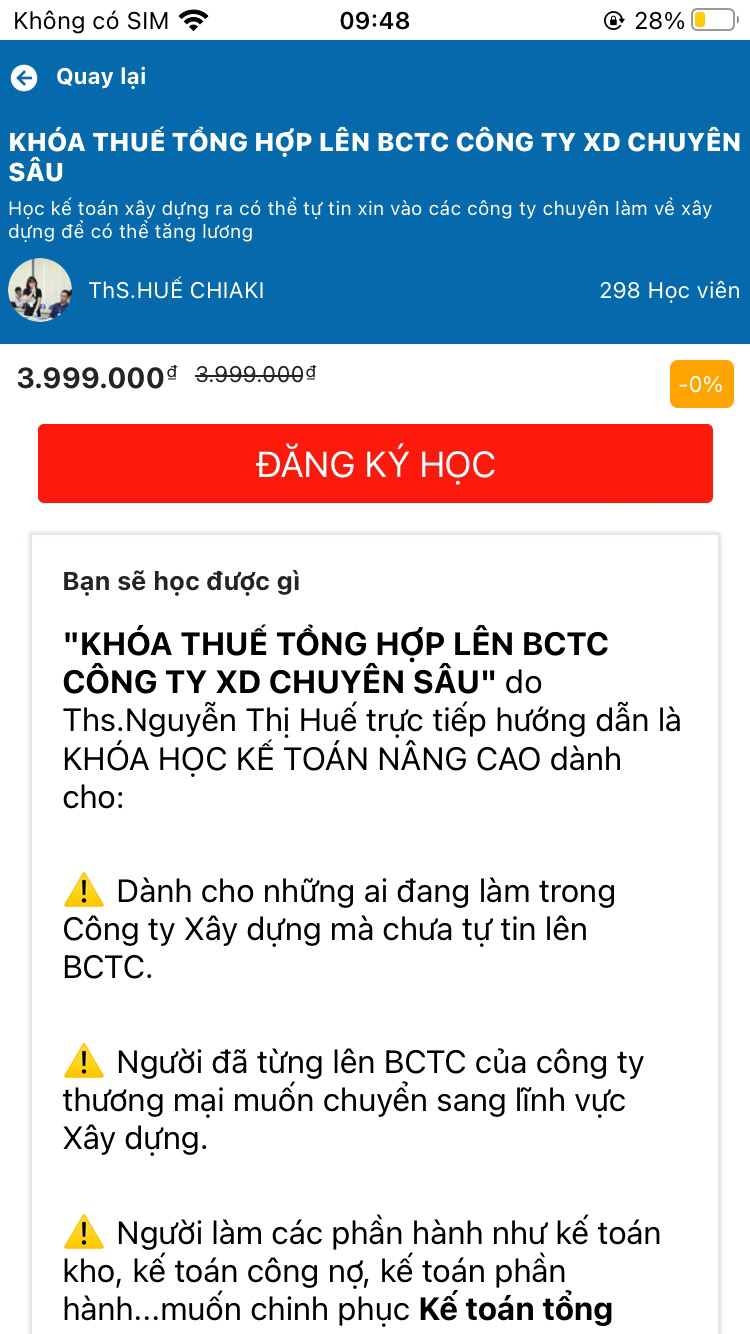 Không có SIM 09:48 28%
Quay lại
KHÓA THUẾ TỔNG HỢP LÊN BCTC CÔNG TY XD CHUYÊN
SÂU
Học kế toán xây dựng ra có thể tự tin xin vào các công ty chuyên làm về xây
dựng để có thể tăng lương
ThS.HUẾ CHIAKI 298 Học viên
3.999.000₫ 3.999.000₫ -0%
ĐĂNG KÝ HỌC
Bạn sẽ học được gì
"KHÓA THUẾ TỔNG HỢP LÊN BCTC
CÔNG TY XD CHUYÊN SÂU" do
Ths.Nguyễn Thị Huế trực tiếp hướng dẫn là
KHÓA HỌC KẾ TOÁN NÂNG CAO dành
cho:
⚠️ Dành cho những ai đang làm trong
Công ty Xây dựng mà chưa tự tin lên
BCTC.
⚠️ Người đã từng lên BCTC của công ty
thương mại muốn chuyển sang lĩnh vực
Xây dựng.
⚠️ Người làm các phần hành như kế toán
kho, kế toán công nợ, kế toán phần
hành...muốn chinh phục Kế toán tổng